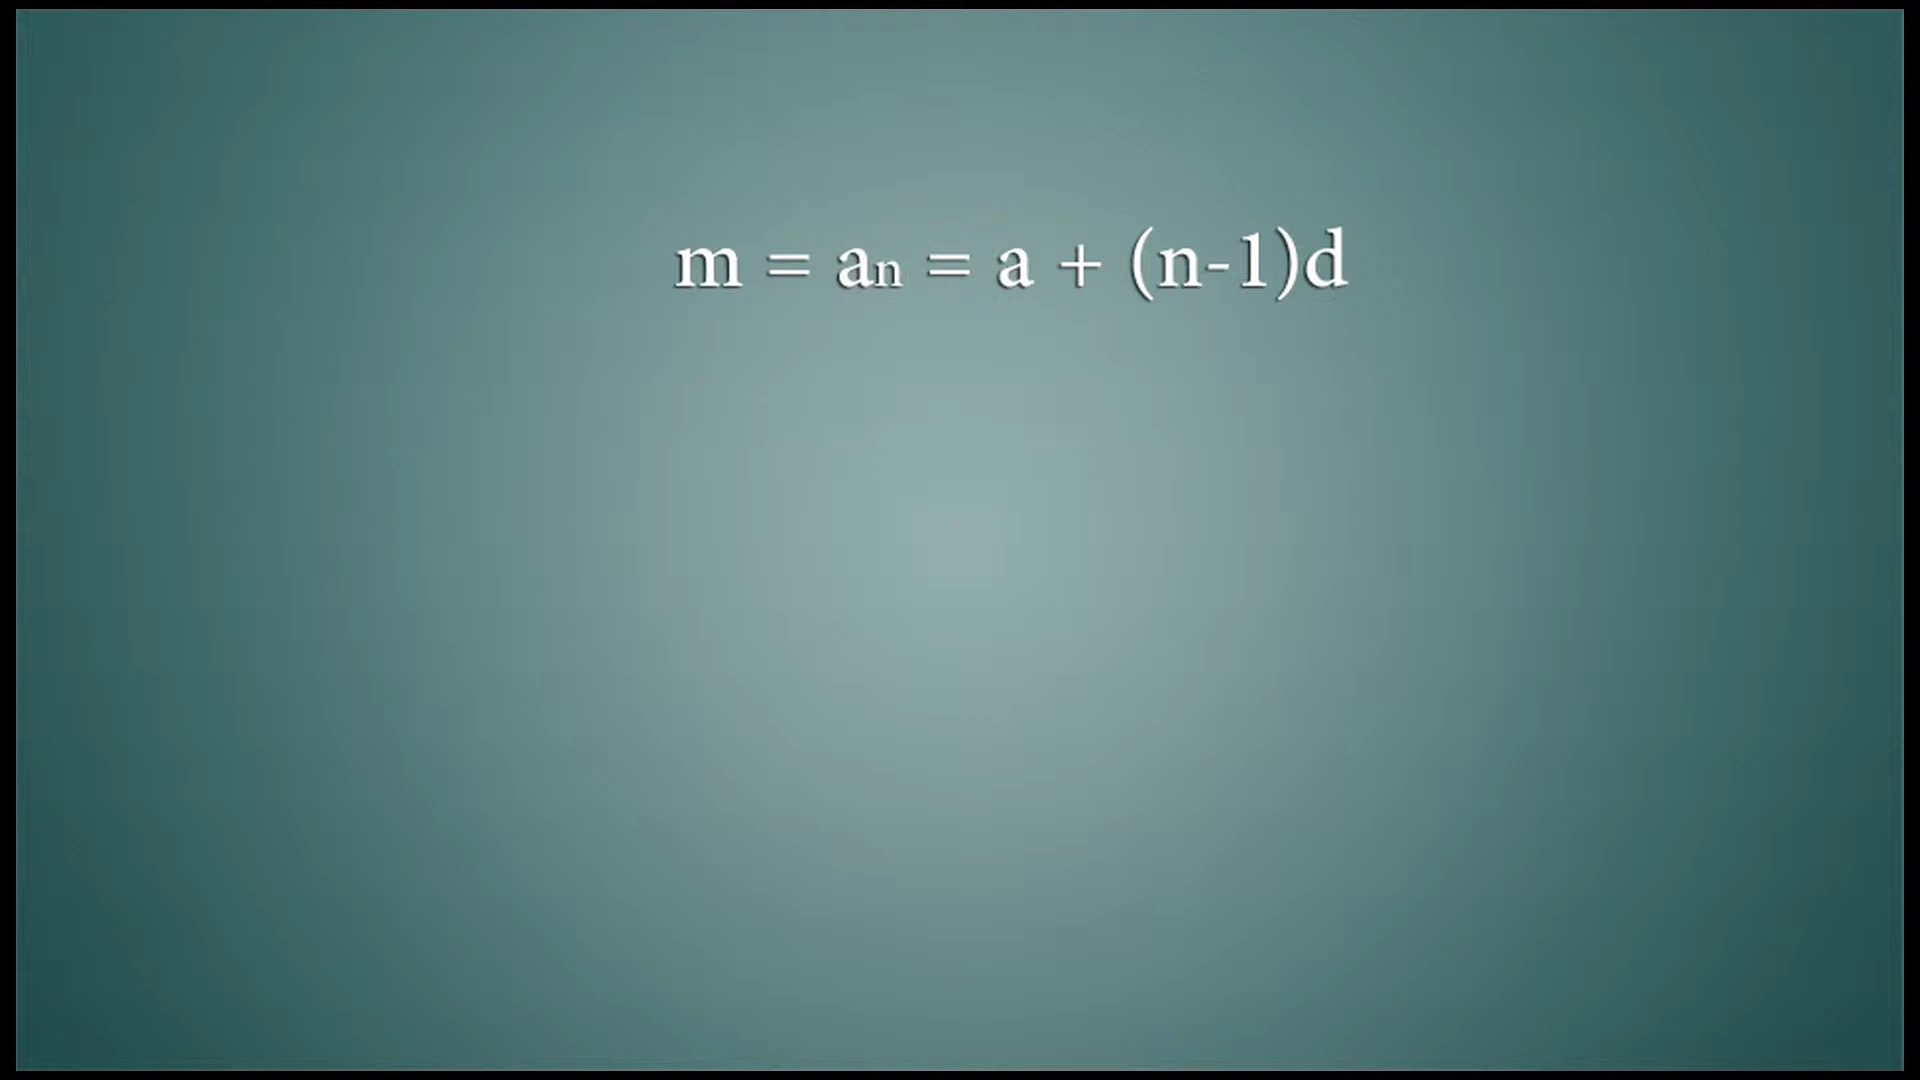 m = an = a + (n-1)d